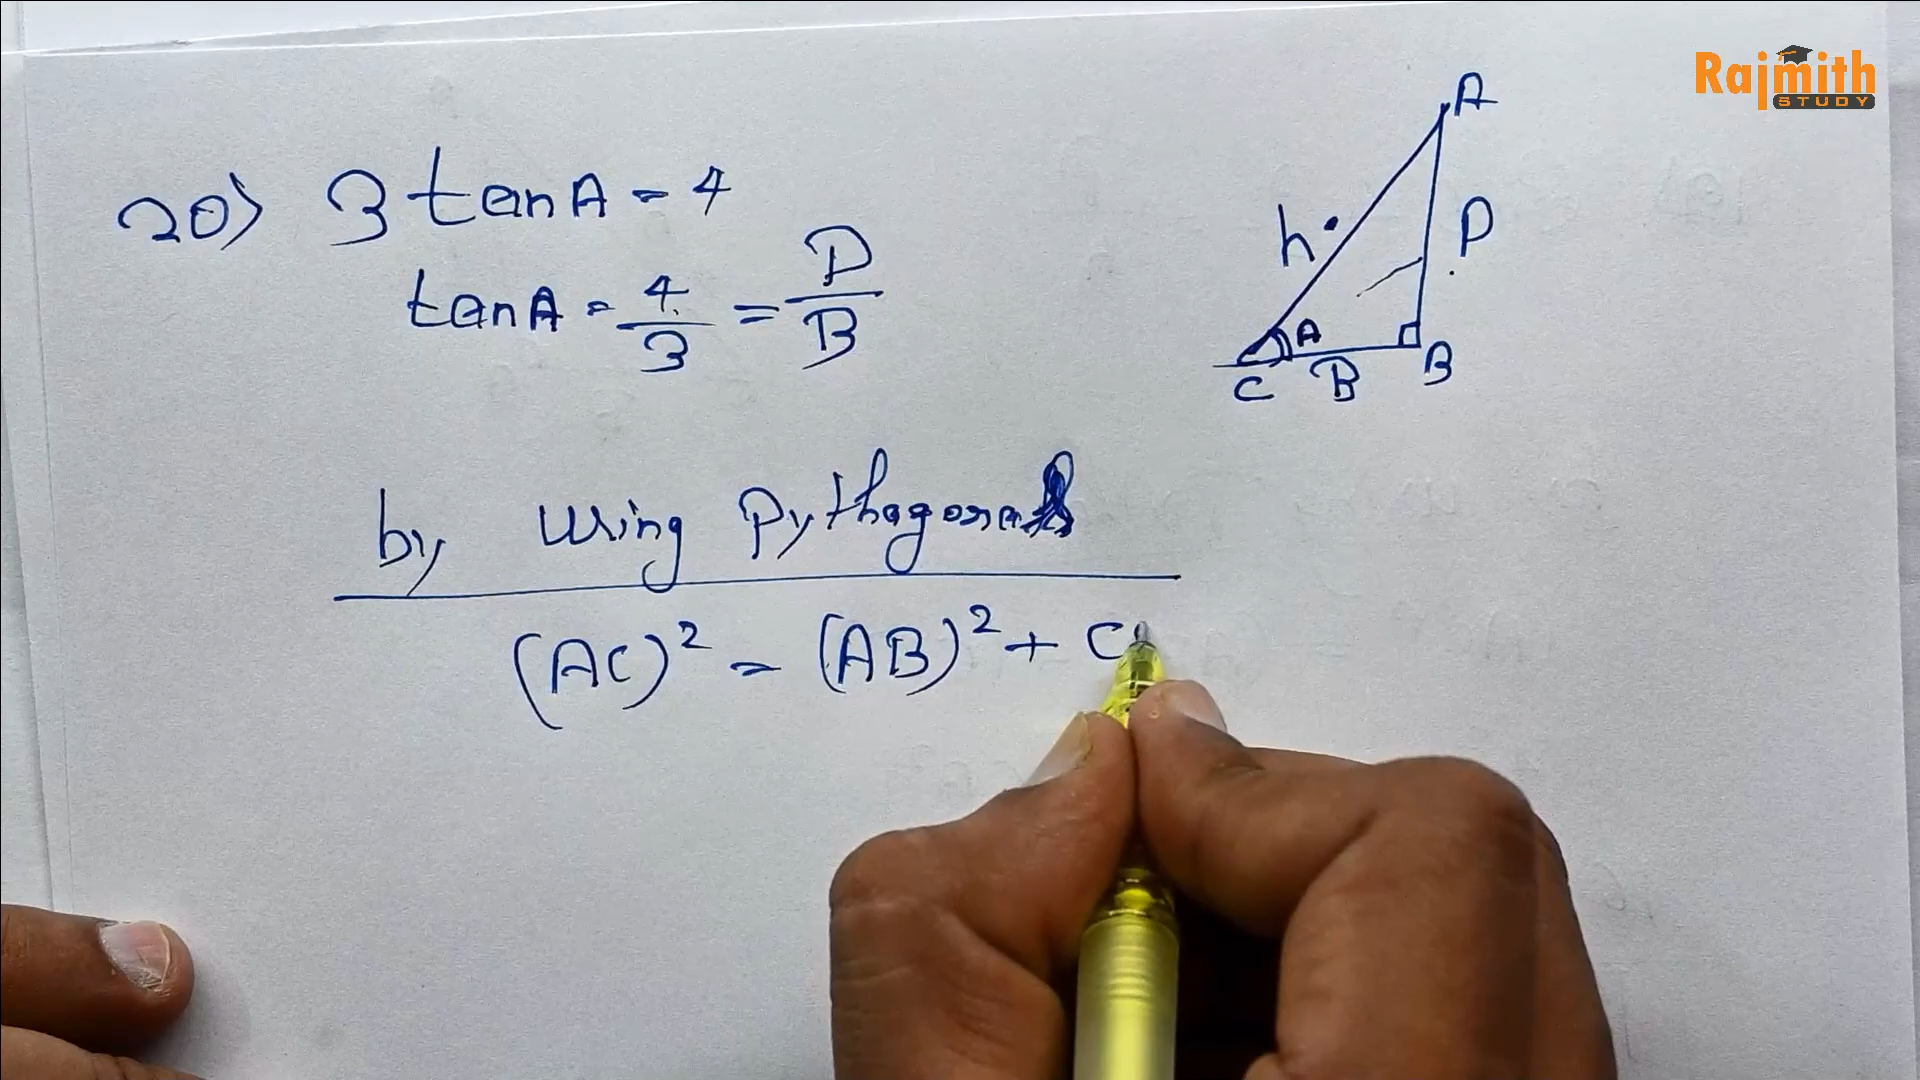 Rajmith
STUDY
20) 3 tanA = 4
tanA = 4/3 = P/B
A
h
P
A
C
B
B
by using Pythagoras
(AC)² = (AB)² + C